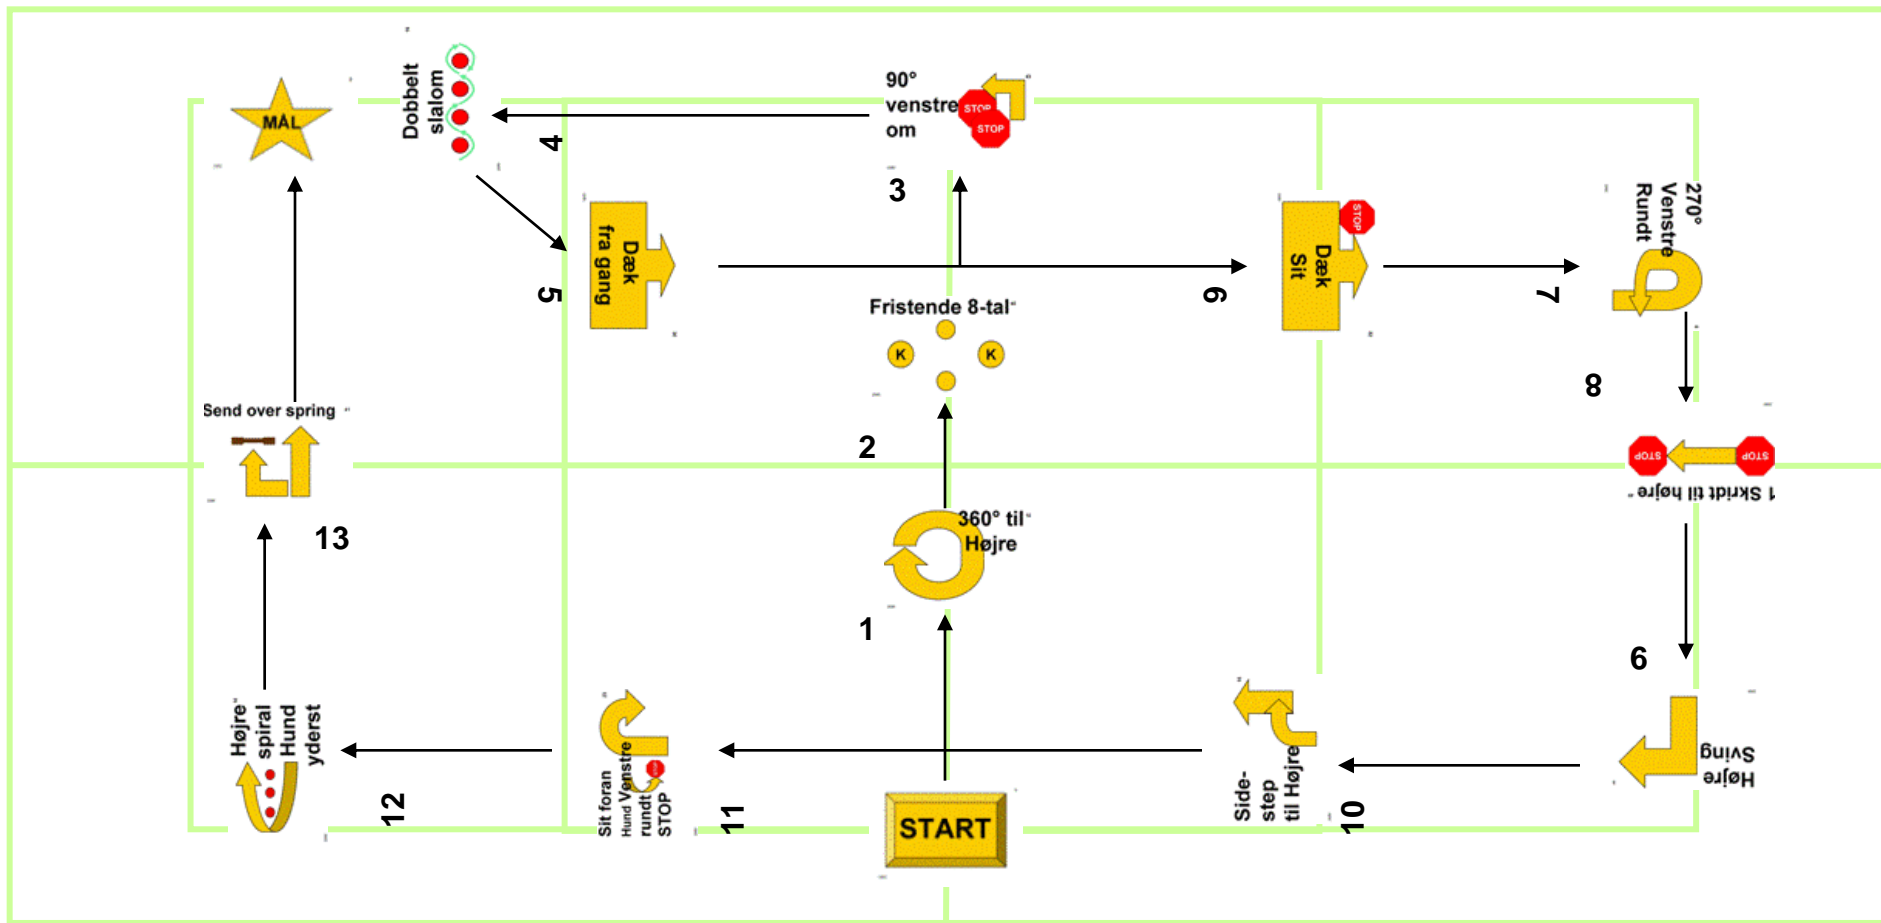 MÅL
Dobbelt
slalom
4
90°
venstre
om
STOP
STOP
3
5
Dæk
fra gang
6
Dæk
Sit
STOP
7
270°
Venstre
Rundt
Fristende 8-tal
K
K
8
2
STOP
STOP
1 Skridt til højre
Send over spring
13
360° til
Højre
1
9
Højre
spiral
Hund
yderst
12
Sit foran
Hund Venstre
rundt
STOP
11
START
Side-
step
til Højre
10
Højre
Sving